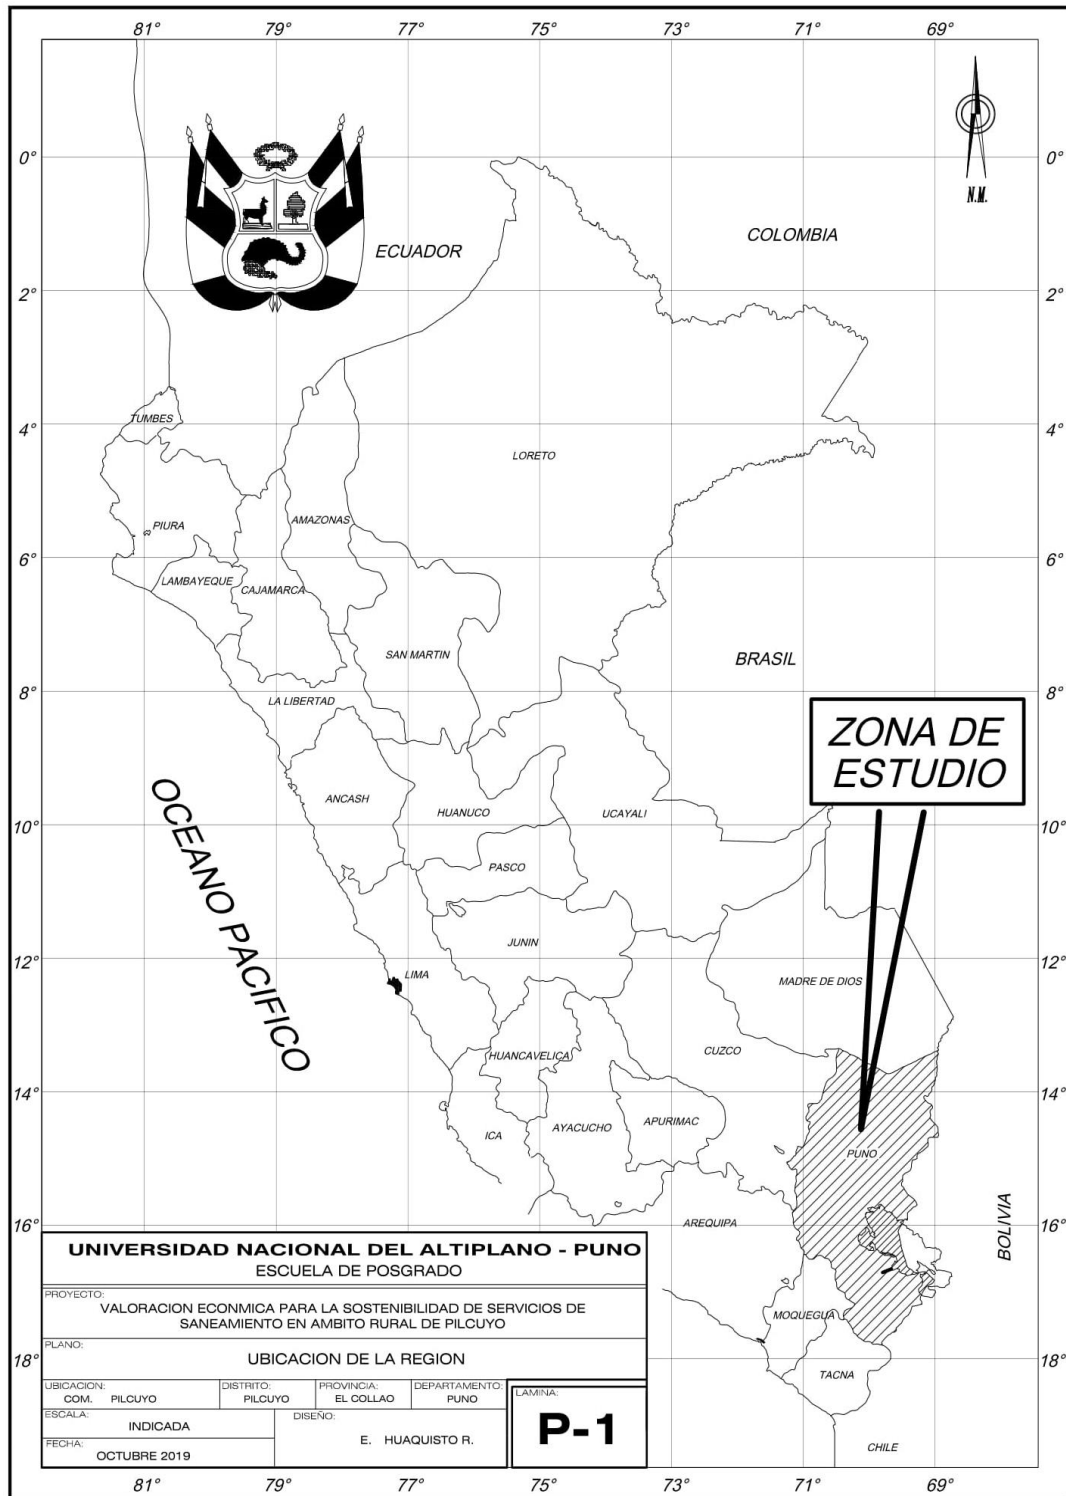 81° 79° 77° 75° 73° 71° 69°
0° 0°
N.M.
ECUADOR
COLOMBIA
2° 2°
TUMBES
4° 4°
LORETO
AMAZONAS
PIURA
6° 6°
LAMBAYEQUE
CAJAMARCA
SAN MARTIN
BRASIL
8° 8°
LA LIBERTAD
ZONA DE
ESTUDIO
ANCASH
HUANUCO
UCAYALI
10° 10°
OCEANO PACIFICO
PASCO
JUNIN
12° 12°
LIMA
MADRE DE DIOS
CUZCO
HUANCAVELICA
14° 14°
ICA
AYACUCHO
APURIMAC
PUNO
16° 16°
AREQUIPA
BOLIVIA
MOQUEGUA
18° 18°
TACNA
CHILE
UNIVERSIDAD NACIONAL DEL ALTIPLANO - PUNO
ESCUELA DE POSGRADO
PROYECTO:
VALORACION ECONMICA PARA LA SOSTENIBILIDAD DE SERVICIOS DE
SANEAMIENTO EN AMBITO RURAL DE PILCUYO
PLANO:
UBICACION DE LA REGION
UBICACION:
COM. PILCUYO
DISTRITO:
PILCUYO
PROVINCIA:
EL COLLAO
DEPARTAMENTO:
PUNO
LAMINA:
P-1
ESCALA:
INDICADA
DISEÑO:
E. HUAQUISTO R.
FECHA:
OCTUBRE 2019
81° 79° 77° 75° 73° 71° 69°